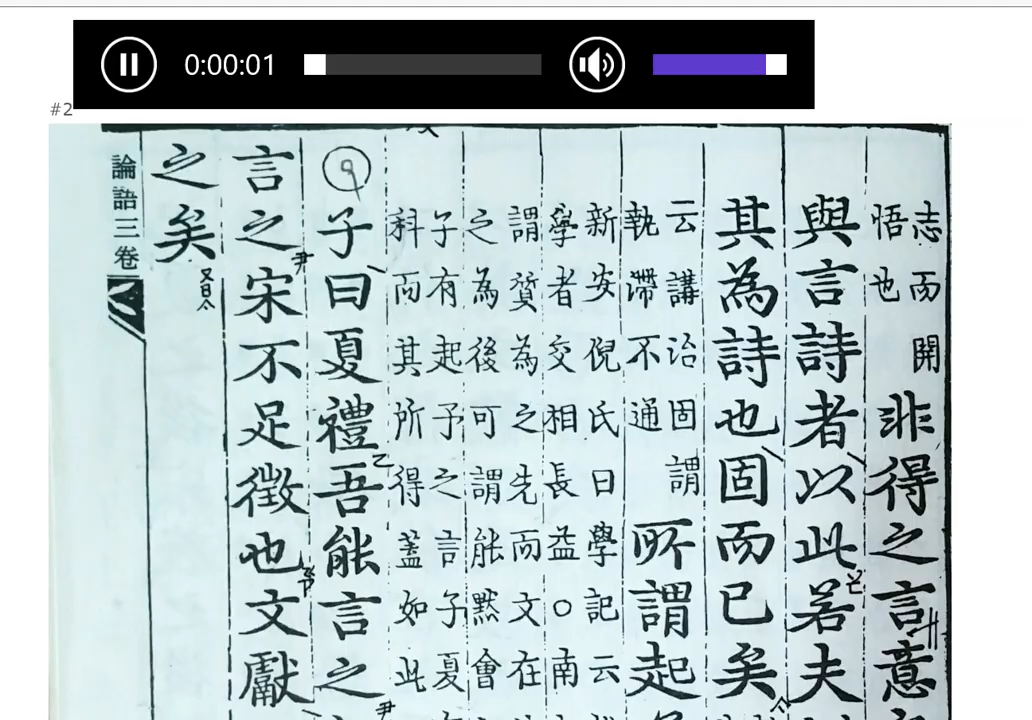 0:00:01
#2
志而開
悟也
非得之言意
與言詩者以此若夫
其為詩也固而已矣
云講治固謂
執滯不通
所謂起
新安倪氏曰學記云
學者交相長益○南
謂質為之先而文在
之為後可謂能默會
子有起予之言子夏
科而其所得蓋如此
9
子曰夏禮吾能言之
言之宋不足徵也文獻
之矣
論語三卷